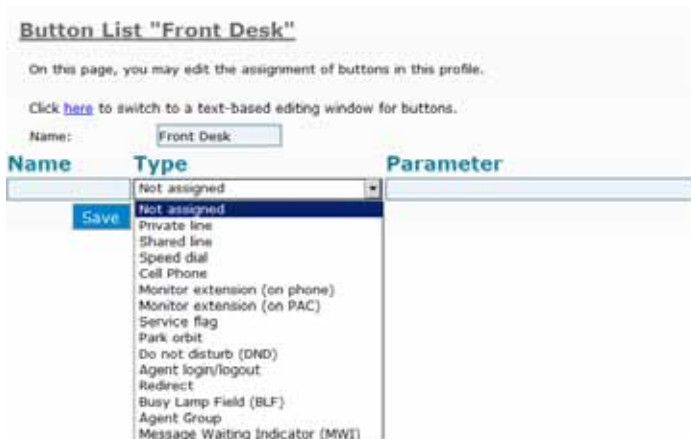 Button List "Front Desk"
On this page, you may edit the assignment of buttons in this profile.
Click here to switch to a text-based editing window for buttons.
Name: Front Desk
Name Type Parameter
Not assigned
Save
Not assigned
Private line
Shared line
Speed dial
Cell Phone
Monitor extension (on phone)
Monitor extension (on PAC)
Service flag
Park orbit
Do not disturb (DND)
Agent login/logout
Redirect
Busy Lamp Field (BLF)
Agent Group
Message Waiting Indicator (MWI)